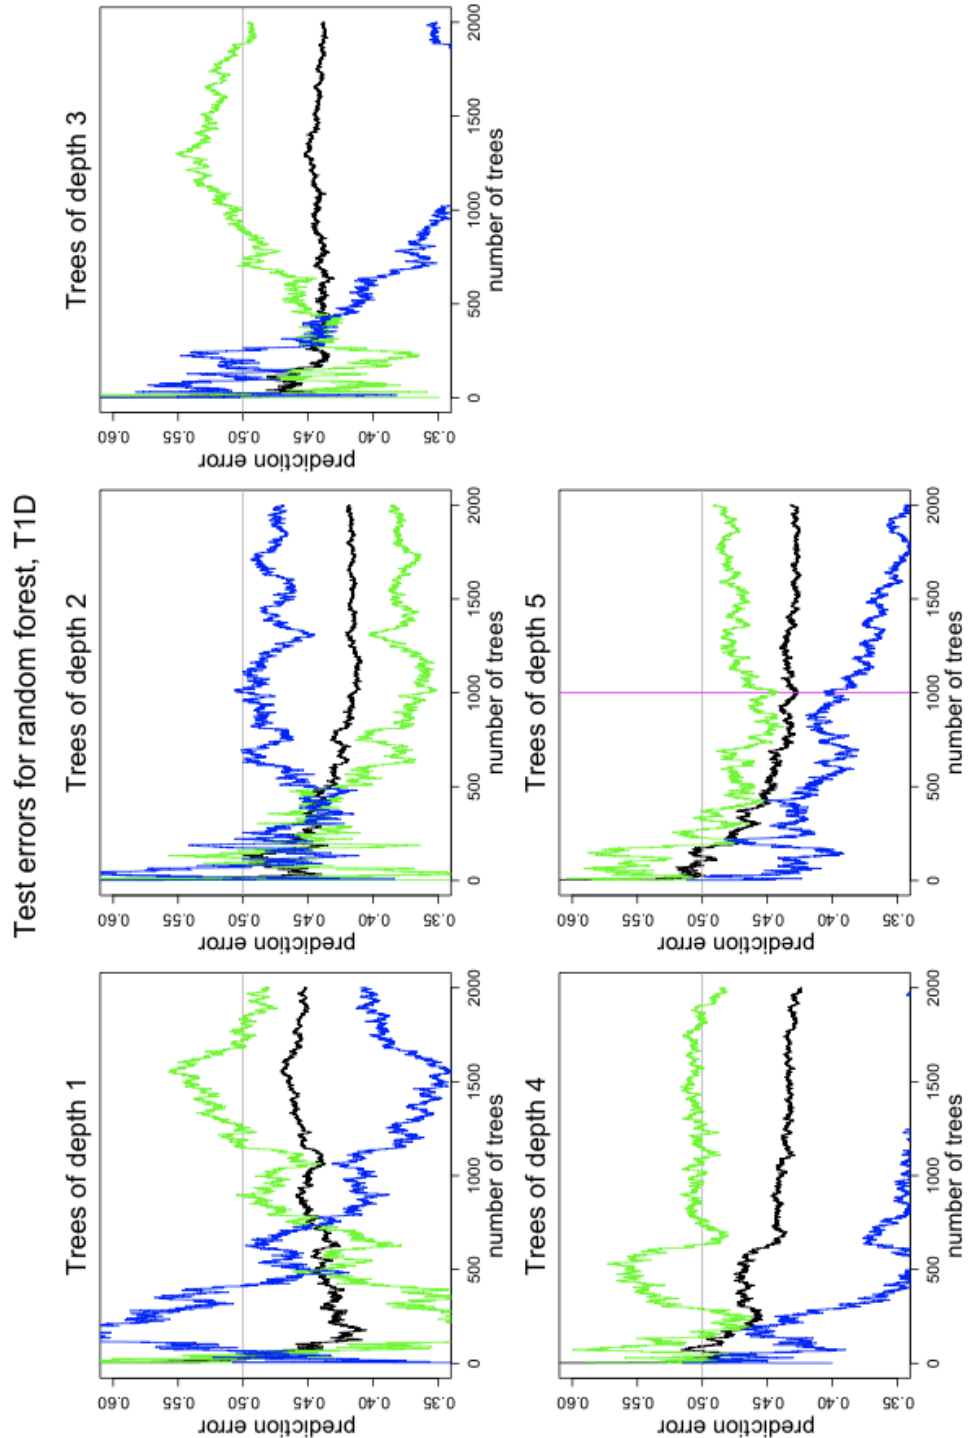 Test errors for random forest, T1D
Trees of depth 1
prediction error
0.35 0.40 0.45 0.50 0.55 0.60
0 500 1000 1500 2000
number of trees
Trees of depth 2
prediction error
0.35 0.40 0.45 0.50 0.55 0.60
0 500 1000 1500 2000
number of trees
Trees of depth 3
prediction error
0.35 0.40 0.45 0.50 0.55 0.60
0 500 1000 1500 2000
number of trees
Trees of depth 4
prediction error
0.35 0.40 0.45 0.50 0.55 0.60
0 500 1000 1500 2000
number of trees
Trees of depth 5
prediction error
0.35 0.40 0.45 0.50 0.55 0.60
0 500 1000 1500 2000
number of trees